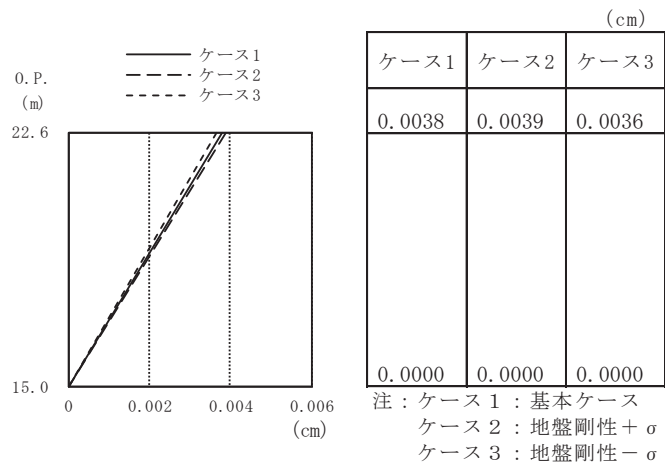 ケース1
ケース2
ケース3
O.P.
(m)
22.6
15.0
0 0.002 0.004 0.006
(cm)
(cm)
ケース1 ケース2 ケース3
0.0038 0.0039 0.0036
0.0000 0.0000 0.0000
注：ケース１：基本ケース
ケース２：地盤剛性＋σ
ケース３：地盤剛性－σ